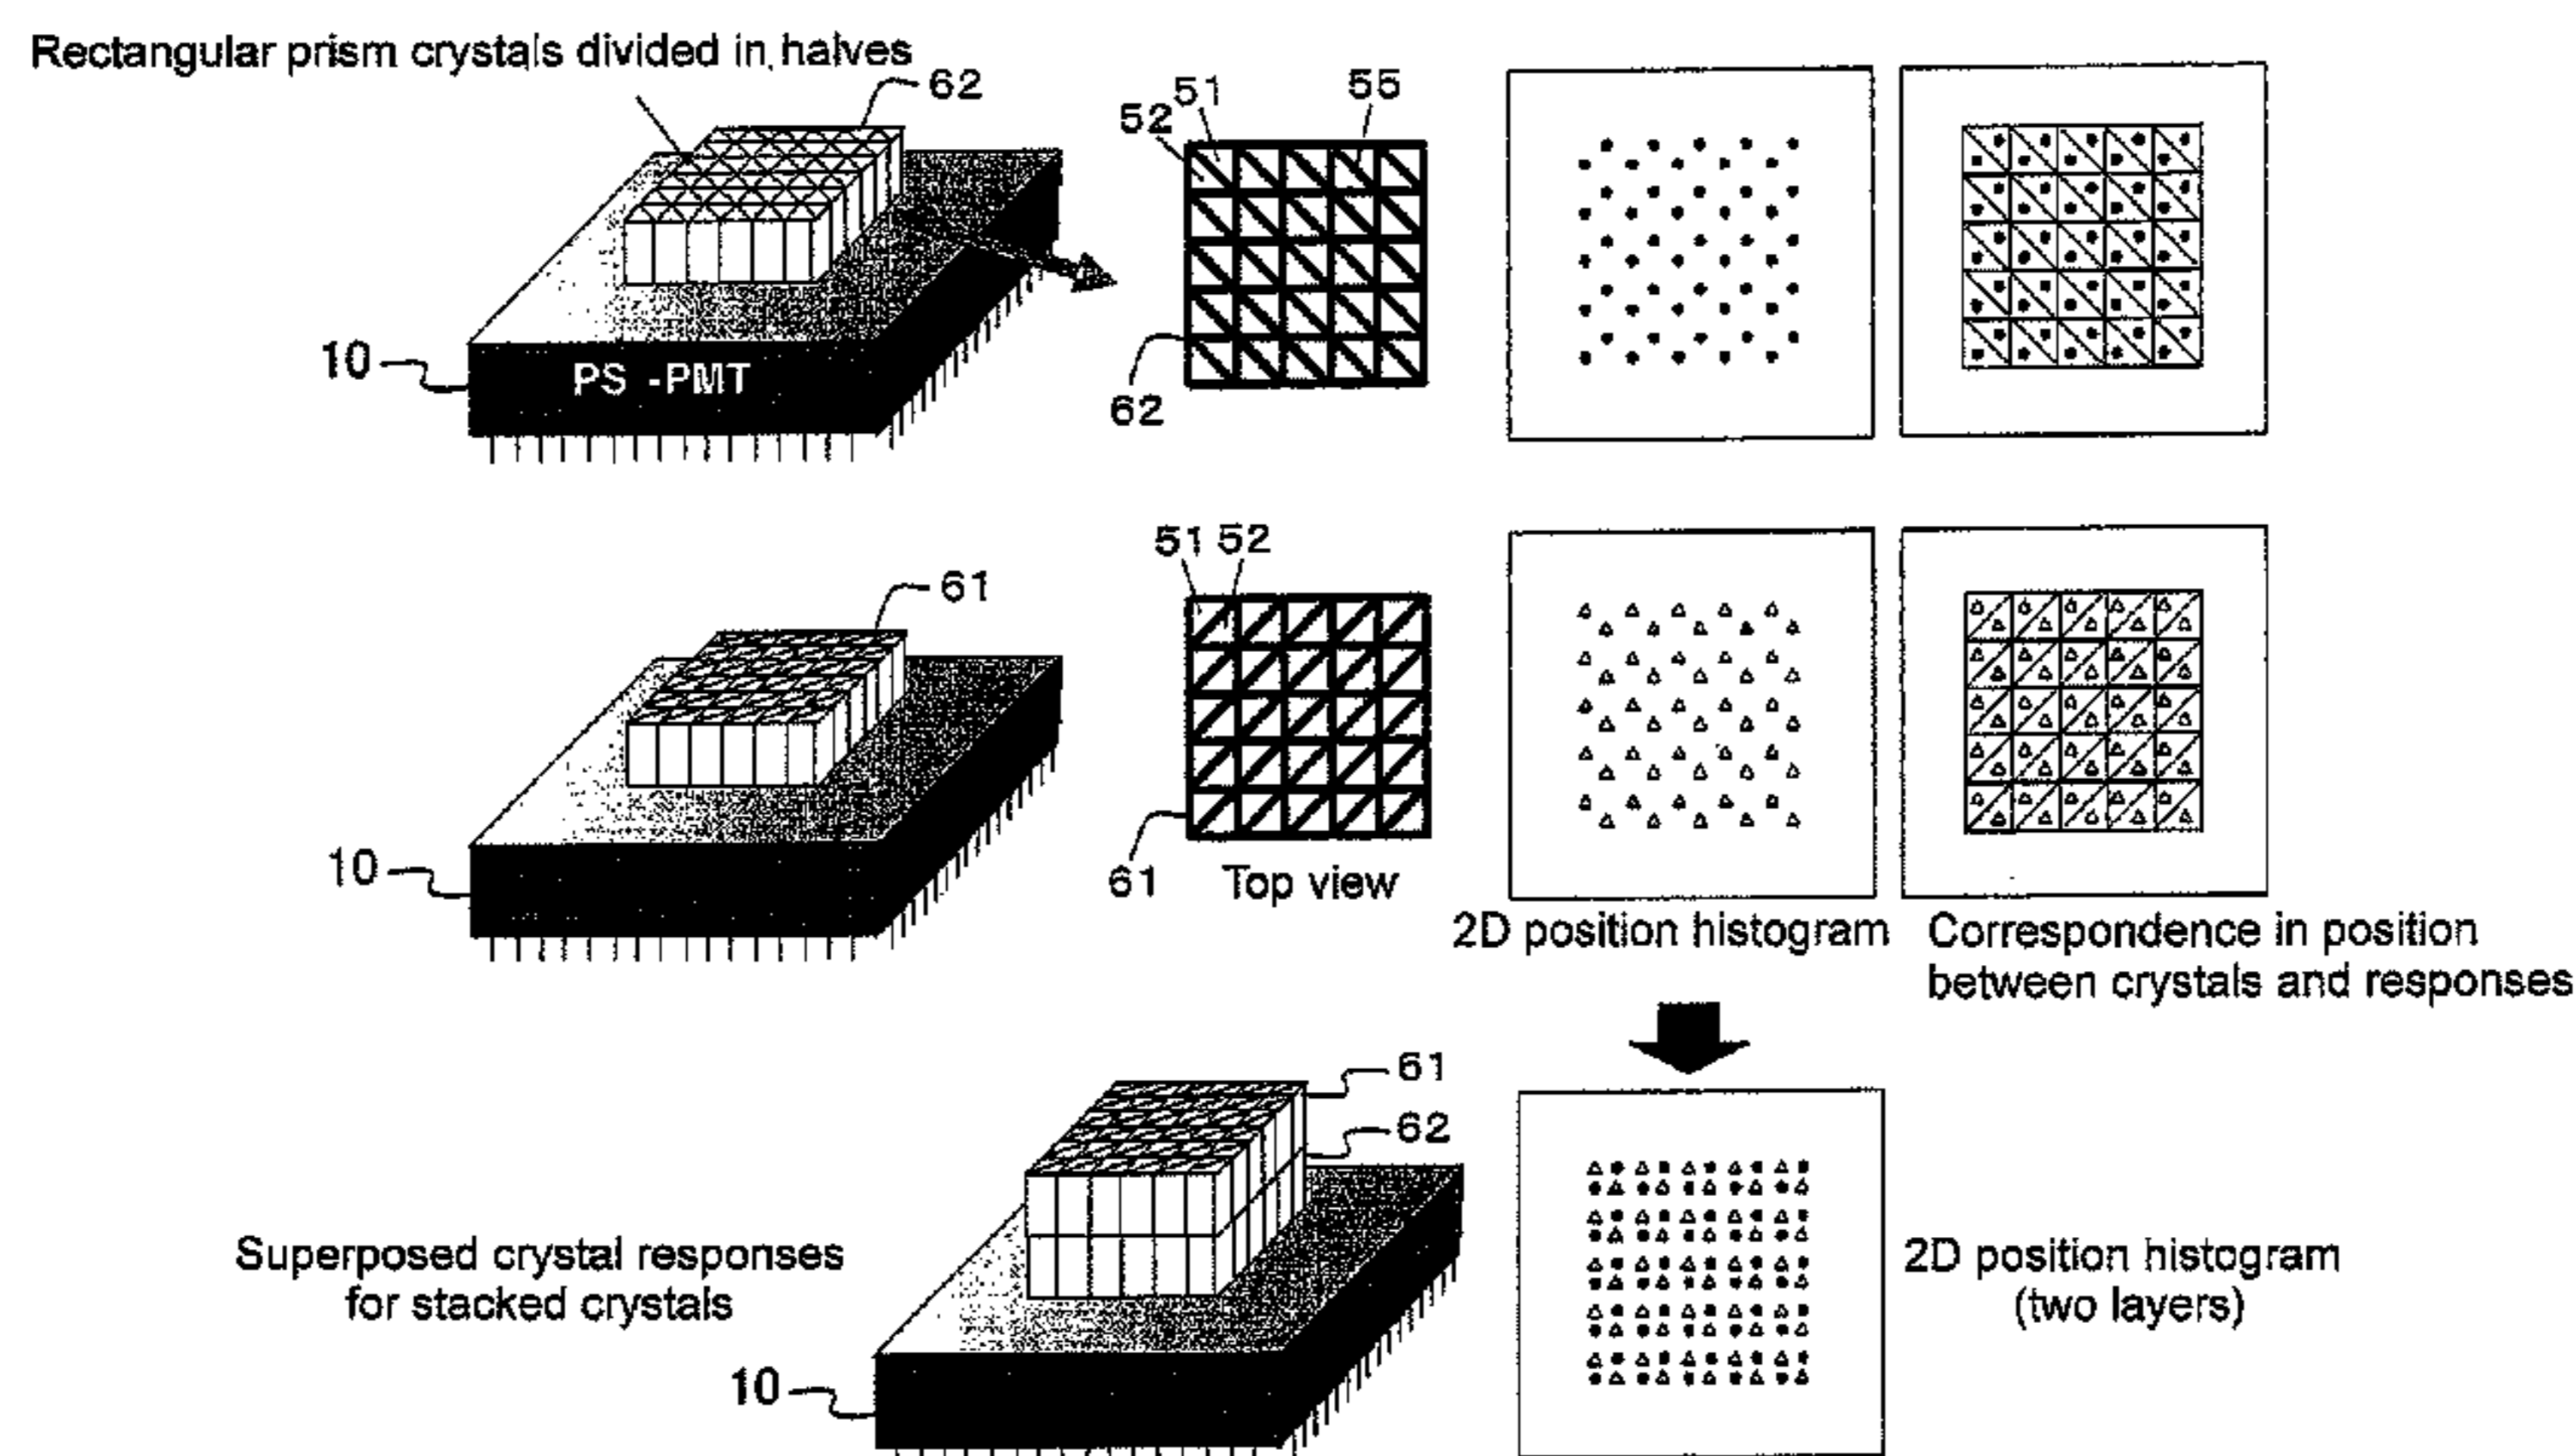 Rectangular prism crystals divided in halves
62
52 51 55
10
PS -PMT
62
51 52
61
10
61
Top view
2D position histogram
Correspondence in position
between crystals and responses
61
62
Superposed crystal responses
for stacked crystals
2D position histogram
(two layers)
10